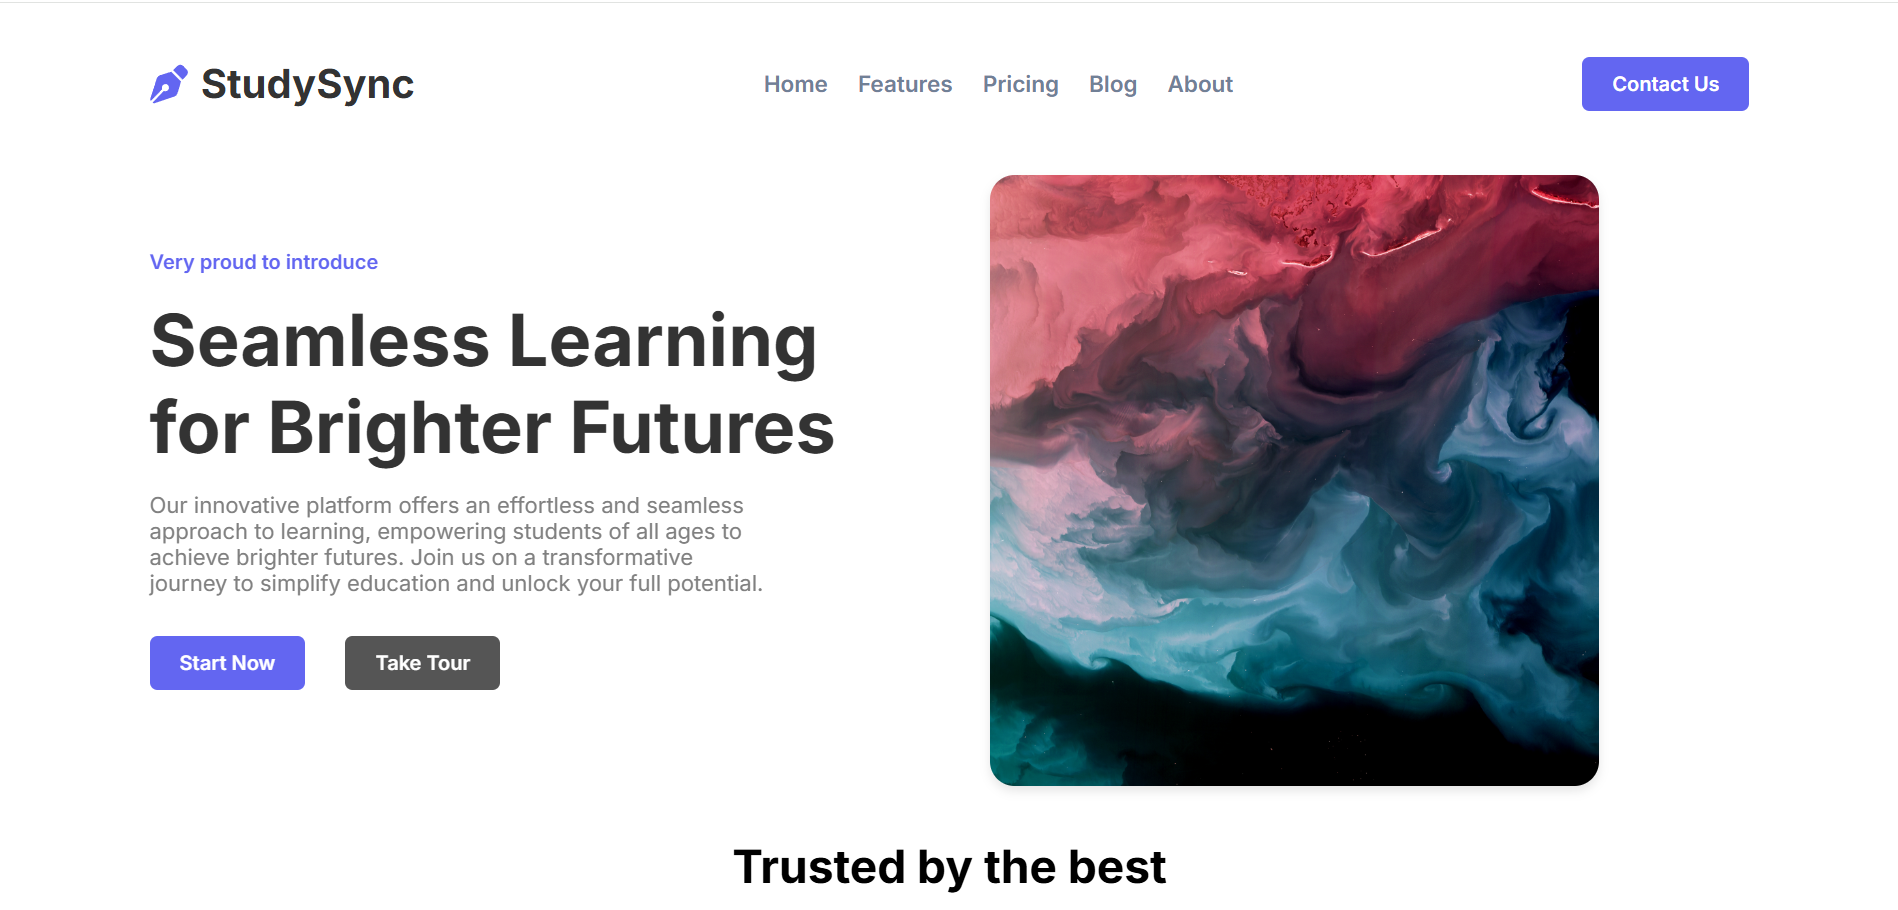 StudySync
Home Features Pricing Blog About
Contact Us
Very proud to introduce
Seamless Learning
for Brighter Futures
Our innovative platform offers an effortless and seamless
approach to learning, empowering students of all ages to
achieve brighter futures. Join us on a transformative
journey to simplify education and unlock your full potential.
Start Now
Take Tour
Trusted by the best